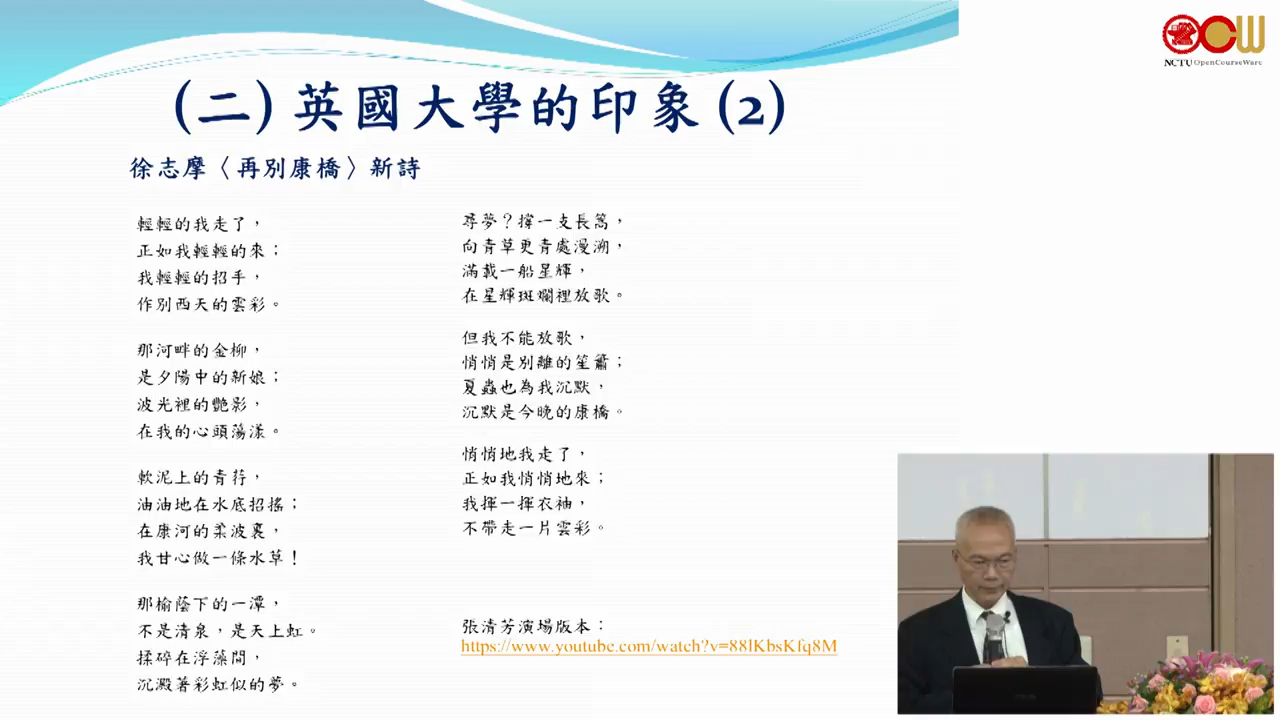 NCTU OpenCourseWare
(二) 英國大學的印象 (2)
徐志摩〈再別康橋〉新詩
輕輕的我走了，
正如我輕輕的來；
我輕輕的招手，
作別西天的雲彩。
那河畔的金柳，
是夕陽中的新娘；
波光裡的艷影，
在我的心頭蕩漾。
軟泥上的青荇，
油油地在水底招搖；
在康河的柔波裏，
我甘心做一條水草！
那榆蔭下的一潭，
不是清泉，是天上虹。
揉碎在浮藻間，
沉澱著彩虹似的夢。
尋夢？撐一支長篙，
向青草更青處漫溯，
滿載一船星輝，
在星輝斑斕裡放歌。
但我不能放歌，
悄悄是別離的笙簫；
夏蟲也為我沉默，
沉默是今晚的康橋。
悄悄地我走了，
正如我悄悄地來；
我揮一揮衣袖，
不帶走一片雲彩。
張清芳演場版本：
https://www.youtube.com/watch?v=88lKbsKfq8M